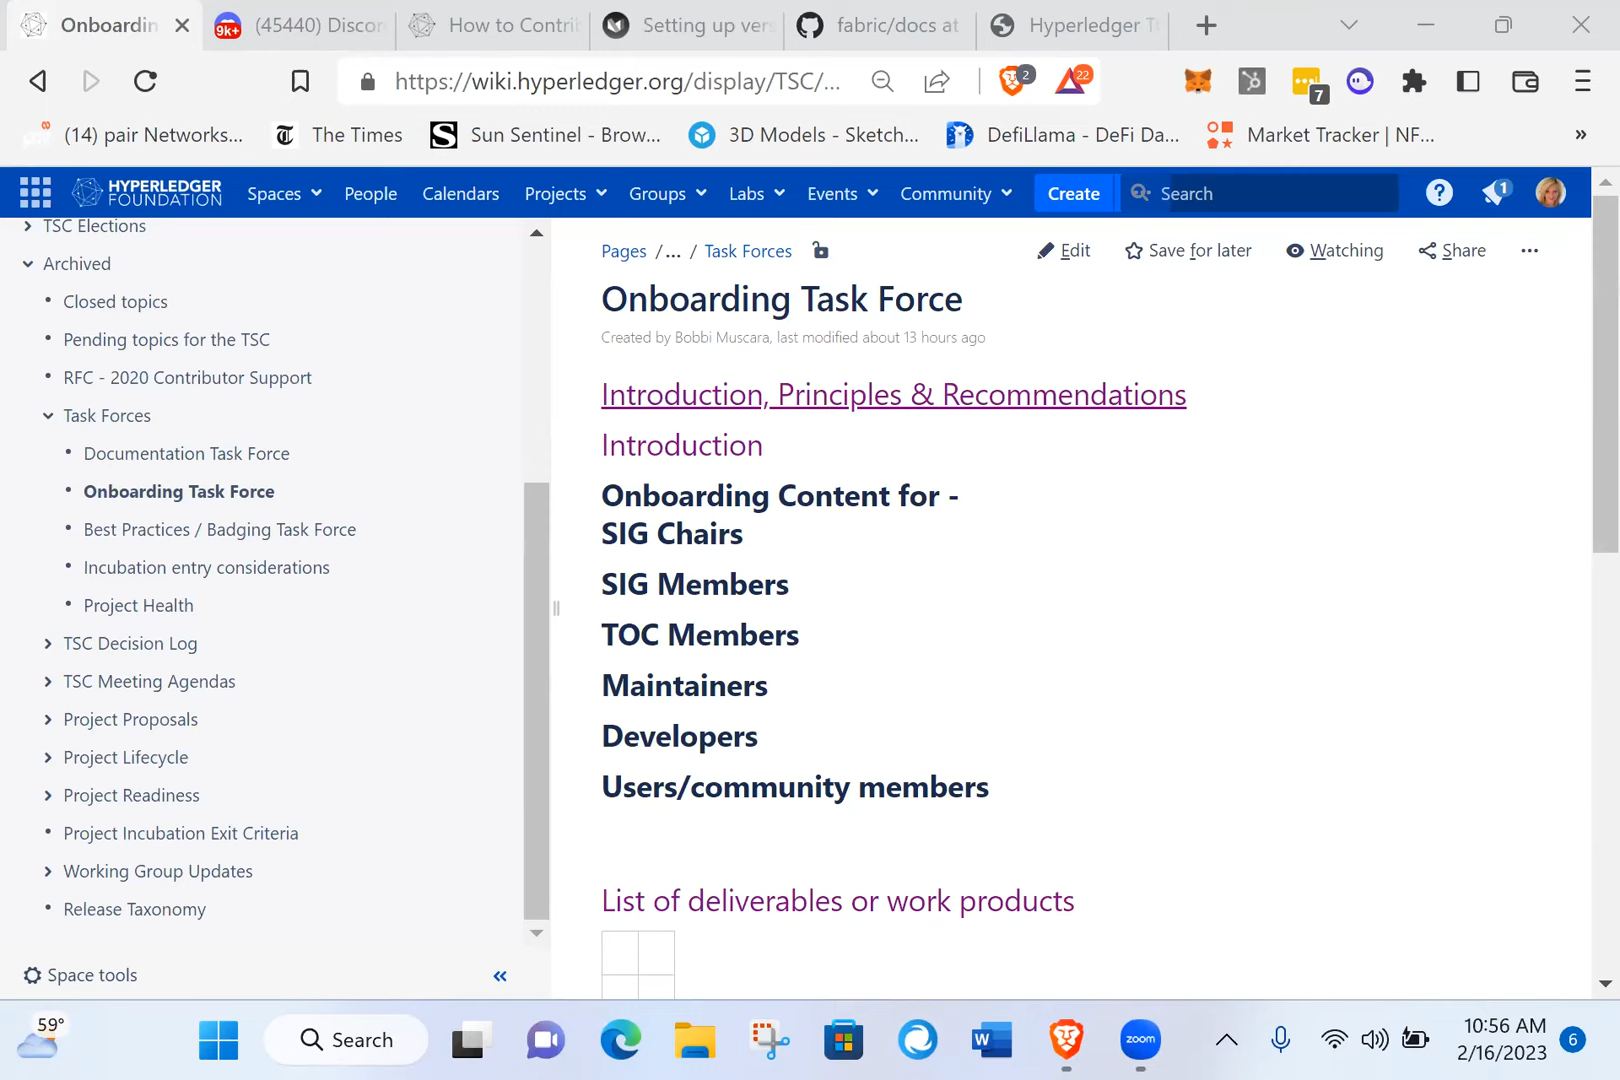 Onboardin
9k+
(45440) Discor
How to Contri
Setting up vers
fabric/docs at
Hyperledger T
https://wiki.hyperledger.org/display/TSC/...
2
22
7
(14) pair Networks...
The Times
Sun Sentinel - Brow...
3D Models - Sketch...
DefiLlama - DeFi Da...
Market Tracker | NF...
»
HYPERLEDGER
FOUNDATION
Spaces
People
Calendars
Projects
Groups
Labs
Events
Community
Create
Search
1
TSC Elections
Archived
Closed topics
Pending topics for the TSC
RFC - 2020 Contributor Support
Task Forces
Documentation Task Force
Onboarding Task Force
Best Practices / Badging Task Force
Incubation entry considerations
Project Health
TSC Decision Log
TSC Meeting Agendas
Project Proposals
Project Lifecycle
Project Readiness
Project Incubation Exit Criteria
Working Group Updates
Release Taxonomy
Space tools
«
Pages /... / Task Forces
Edit
Save for later
Watching
Share
...
Onboarding Task Force
Created by Bobbi Muscara, last modified about 13 hours ago
Introduction, Principles & Recommendations
Introduction
Onboarding Content for -
SIG Chairs
SIG Members
TOC Members
Maintainers
Developers
Users/community members
List of deliverables or work products
59°
Search
zoom
10:56 AM
2/16/2023
6